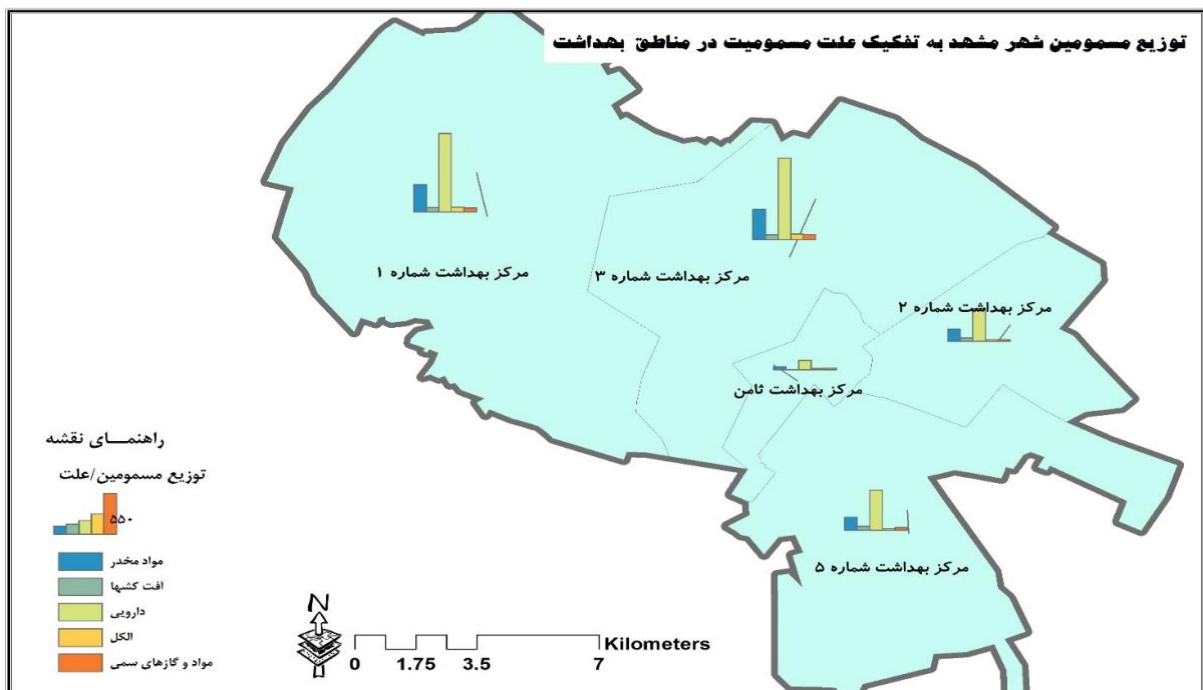 توزیع مسمومین شهر مشهد به تفکیک علت مسمومیت در مناطق بهداشت
مرکز بهداشت شماره ۱
مرکز بهداشت شماره ۳
مرکز بهداشت شماره ۲
مرکز بهداشت ثامن
مرکز بهداشت شماره ۵
راهنمــای نقشه
توزیع مسمومین/علت
۵۵۰
مواد مخدر
افت کشها
دارویی
الکل
مواد و گازهای سمی
N
Kilometers
0 1.75 3.5 7